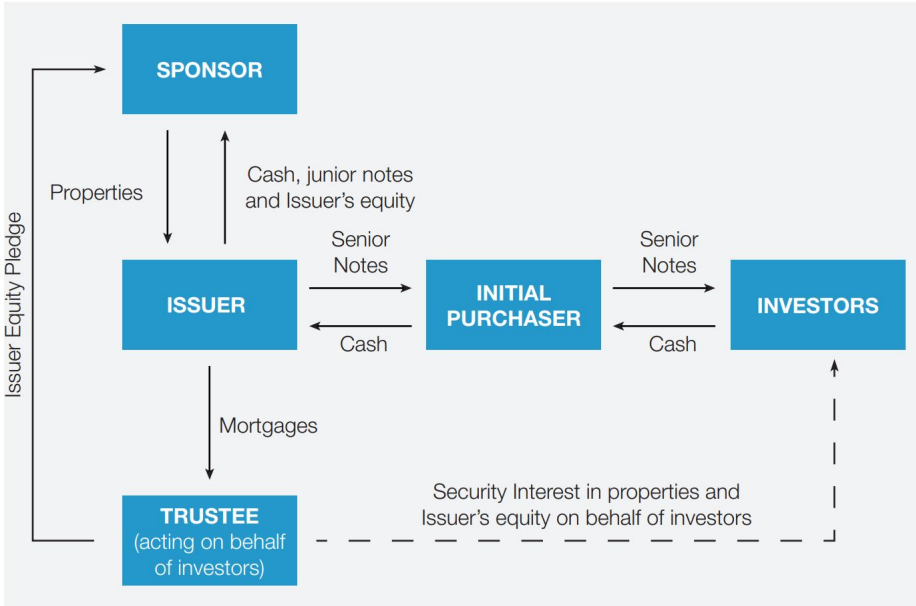 SPONSOR
Properties
Cash, junior notes
and Issuer's equity
Issuer Equity Pledge
Senior
Notes
Senior
Notes
ISSUER
INITIAL
PURCHASER
INVESTORS
Cash
Cash
Mortgages
Security Interest in properties and
Issuer's equity on behalf of investors
TRUSTEE
(acting on behalf
of investors)